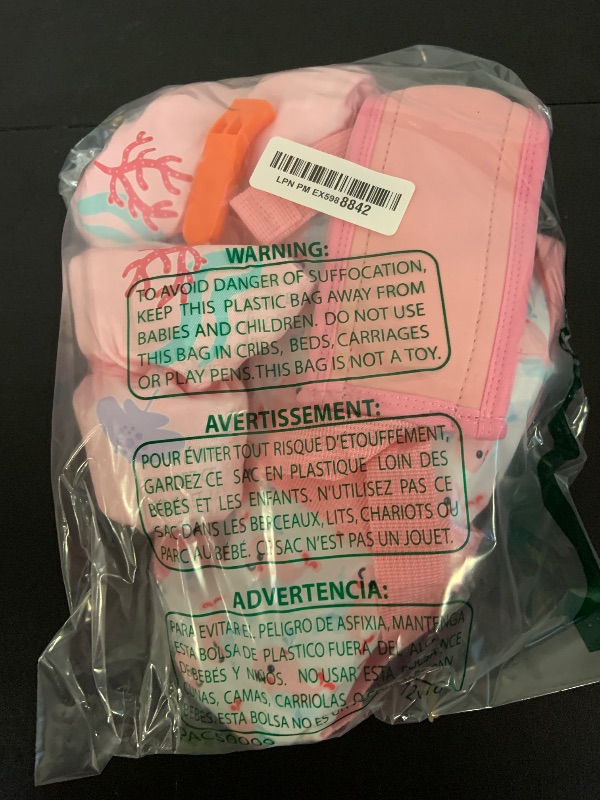 LPN PM EX5988842
WARNING:
TO AVOID DANGER OF SUFFOCATION,
KEEP THIS PLASTIC BAG AWAY FROM
BABIES AND CHILDREN. DO NOT USE
THIS BAG IN CRIBS, BEDS, CARRIAGES
OR PLAY PENS.THIS BAG IS NOT A TOY.
AVERTISSEMENT:
POUR ÉVITER TOUT RISQUE D'ÉTOUFFEMENT,
GARDEZ CE SAC EN PLASTIQUE LOIN DES
BÉBÉS ET LES ENFANTS. N'UTILISEZ PAS CE
SAC DANS LES BERCEAUX, LITS, CHARIOTS OU
PARC AU BÉBÉ. CE SAC N'EST PAS UN JOUET.
ADVERTENCIA:
PARA EVITAR EL PELIGRO DE ASFIXIA, MANTENGA
ESTA BOLSA DE PLASTICO FUERA DEL ALCANCE
DE BEBÉS Y NIÑOS. NO USAR ESTA
CUNAS, CAMAS, CARRIOLAS,
BEBES. ESTA BOLSA NO ES